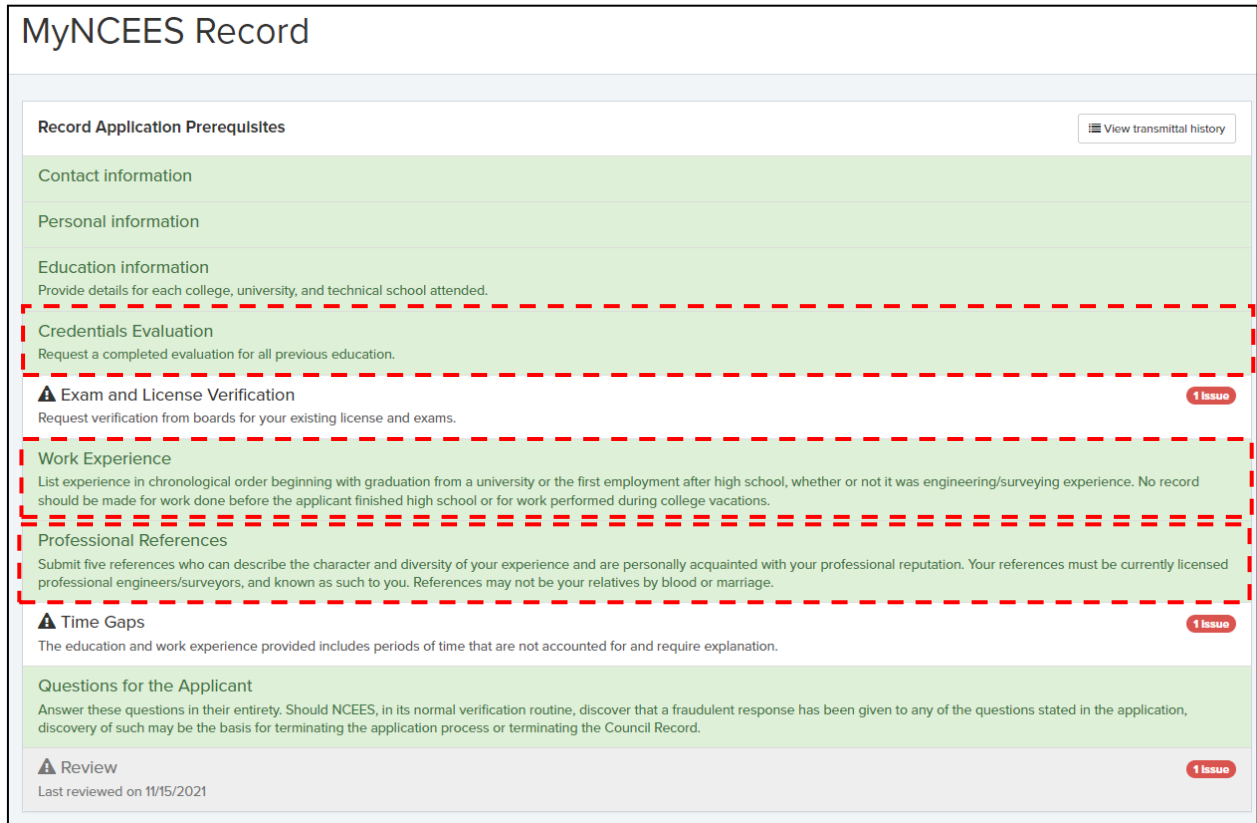 MyNCEES Record
Record Application Prerequisites
View transmittal history
Contact information
Personal information
Education information
Provide details for each college, university, and technical school attended.
Credentials Evaluation
Request a completed evaluation for all previous education.
Exam and License Verification
1 issue
Request verification from boards for your existing license and exams.
Work Experience
List experience in chronological order beginning with graduation from a university or the first employment after high school, whether or not it was engineering/surveying experience. No record
should be made for work done before the applicant finished high school or for work performed during college vacations.
Professional References
Submit five references who can describe the character and diversity of your experience and are personally acquainted with your professional reputation. Your references must be currently licensed
professional engineers/surveyors, and known as such to you. References may not be your relatives by blood or marriage.
Time Gaps
1 issue
The education and work experience provided includes periods of time that are not accounted for and require explanation.
Questions for the Applicant
Answer these questions in their entirety. Should NCEES, in its normal verification routine, discover that a fraudulent response has been given to any of the questions stated in the application,
discovery of such may be the basis for terminating the application process or terminating the Council Record.
Review
1 issue
Last reviewed on 11/15/2021